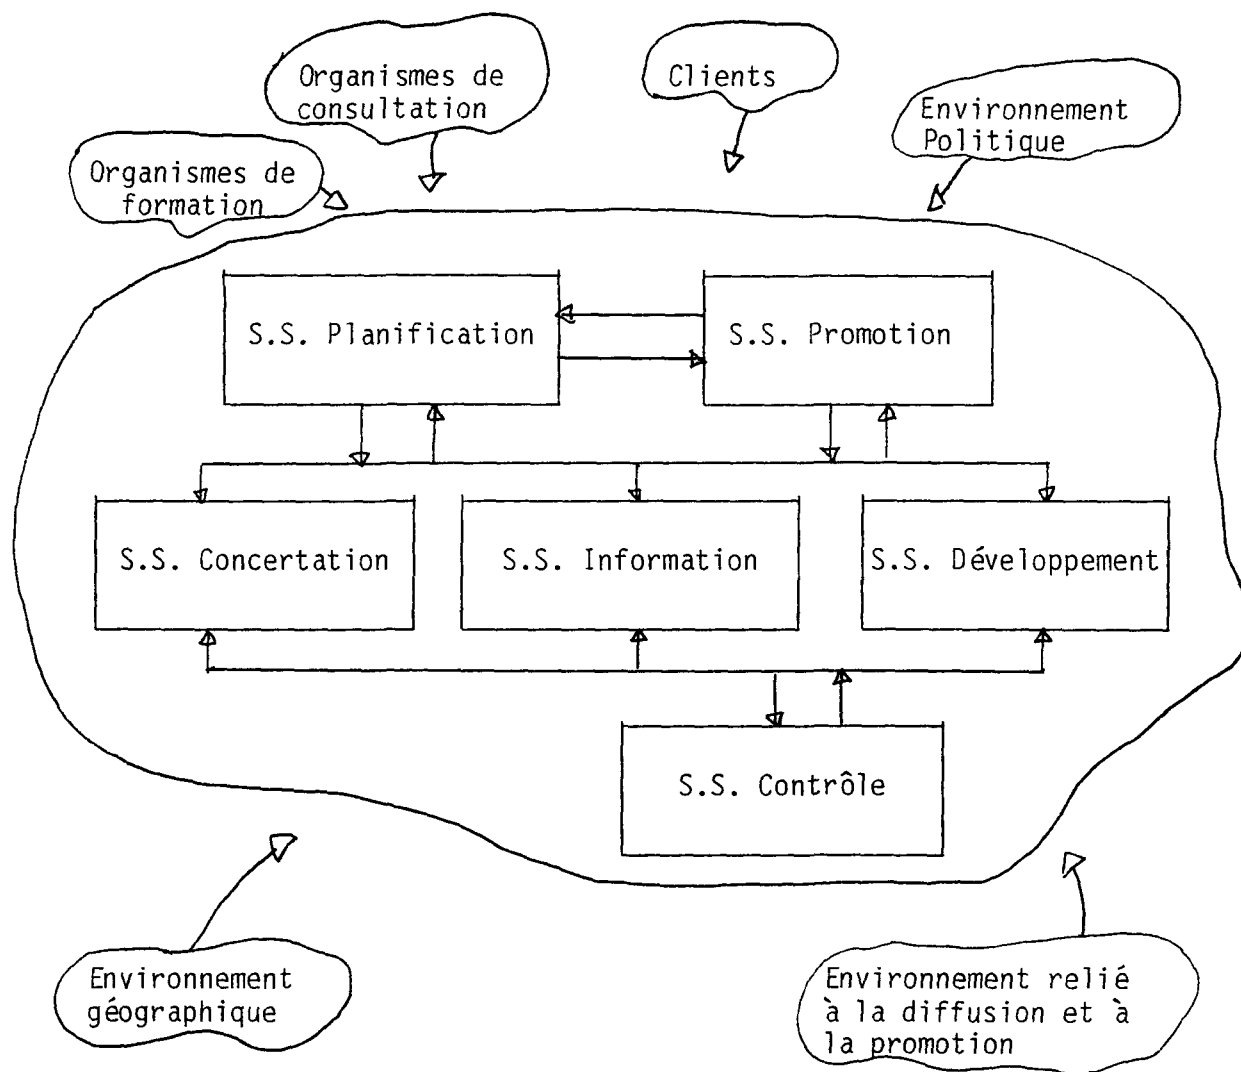 Organismes de
consultation
Clients
Environnement
Politique
Organismes de
formation
S.S. Planification
S.S. Promotion
S.S. Concertation
S.S. Information
S.S. Développement
S.S. Contrôle
Environnement
géographique
Environnement relié
à la diffusion et à
la promotion